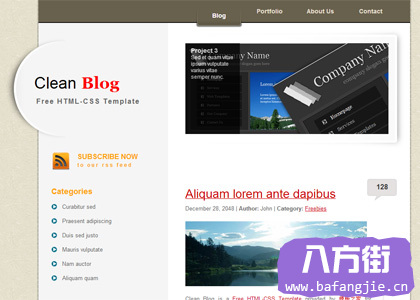 Blog
Portfolio
About Us
Contact
Clean Blog
Free HTML-CSS Template
Project 3
Sed et quam vitae
ipsum vulputate
varius vitae
semper nunc.
Company Name
Company Name
Homepage
Services
SUBSCRIBE NOW
to our rss feed
Categories
Curabitur sed
Praesent adipiscing
Duis sed justo
Mauris vulputate
Nam auctor
Aliquam quam
128
Aliquam lorem ante dapibus
December 28, 2048 | Author: John | Category: Freebies
Clean Blog is a Free HTML CSS Template provided by
八方街
www.bafangjie.cn